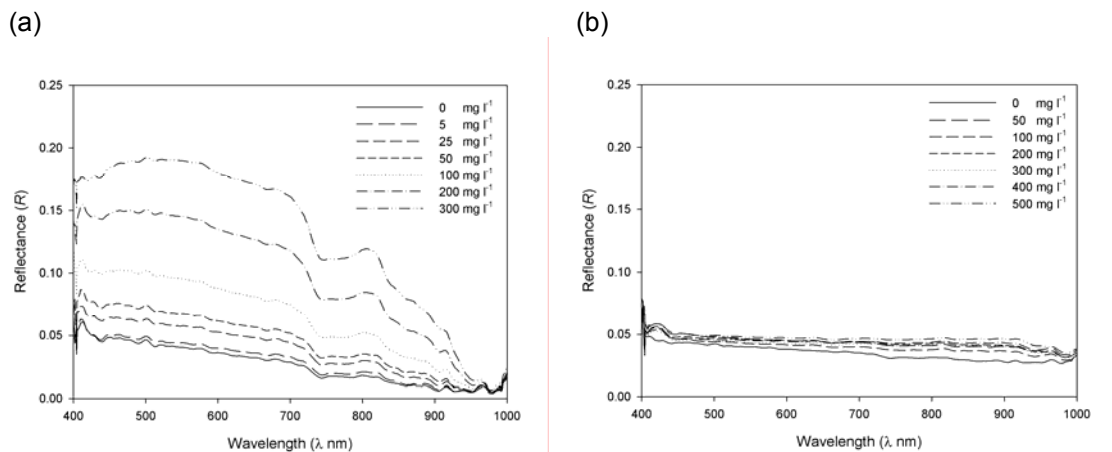 (a)
(b)
0.25
0.20
0.15
0.10
0.05
0.00
Reflectance (R)
400 500 600 700 800 900 1000
Wavelength (λ nm)
0 mg l-1
5 mg l-1
25 mg l-1
50 mg l-1
100 mg l-1
200 mg l-1
300 mg l-1
0.25
0.20
0.15
0.10
0.05
0.00
Reflectance (R)
400 500 600 700 800 900 1000
Wavelength (λ nm)
0 mg l-1
50 mg l-1
100 mg l-1
200 mg l-1
300 mg l-1
400 mg l-1
500 mg l-1